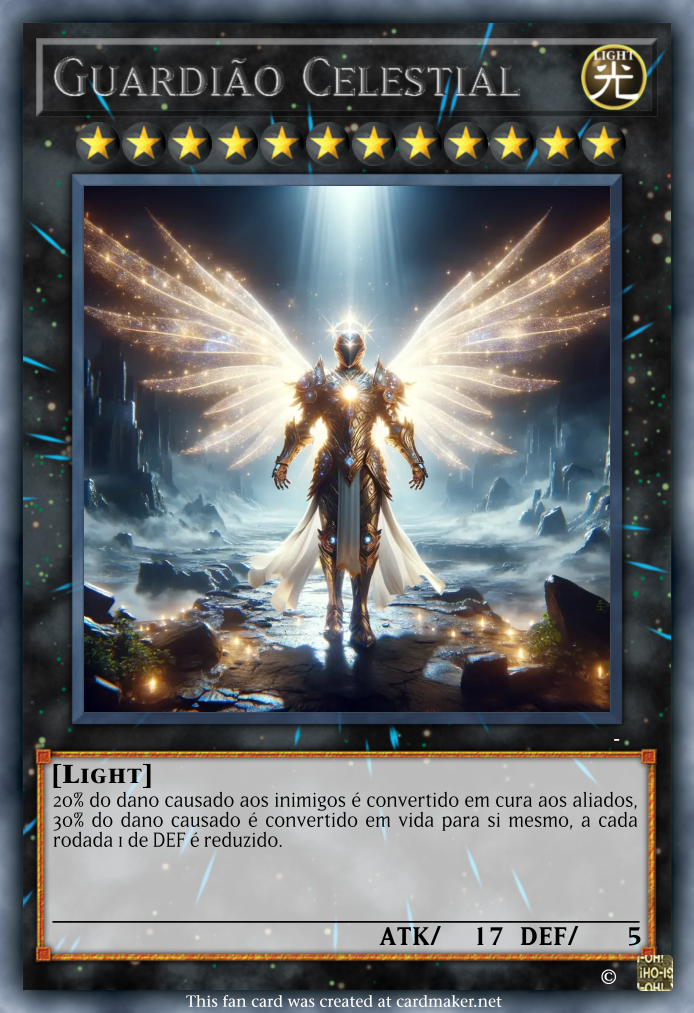 Guardião Celestial
LIGHT
光
-
[Light]
20% do dano causado aos inimigos é convertido em cura aos aliados,
30% do dano causado é convertido em vida para si mesmo, a cada
rodada 1 de DEF é reduzido.
ATK/ 17 DEF/ 5
©
This fan card was created at cardmaker.net